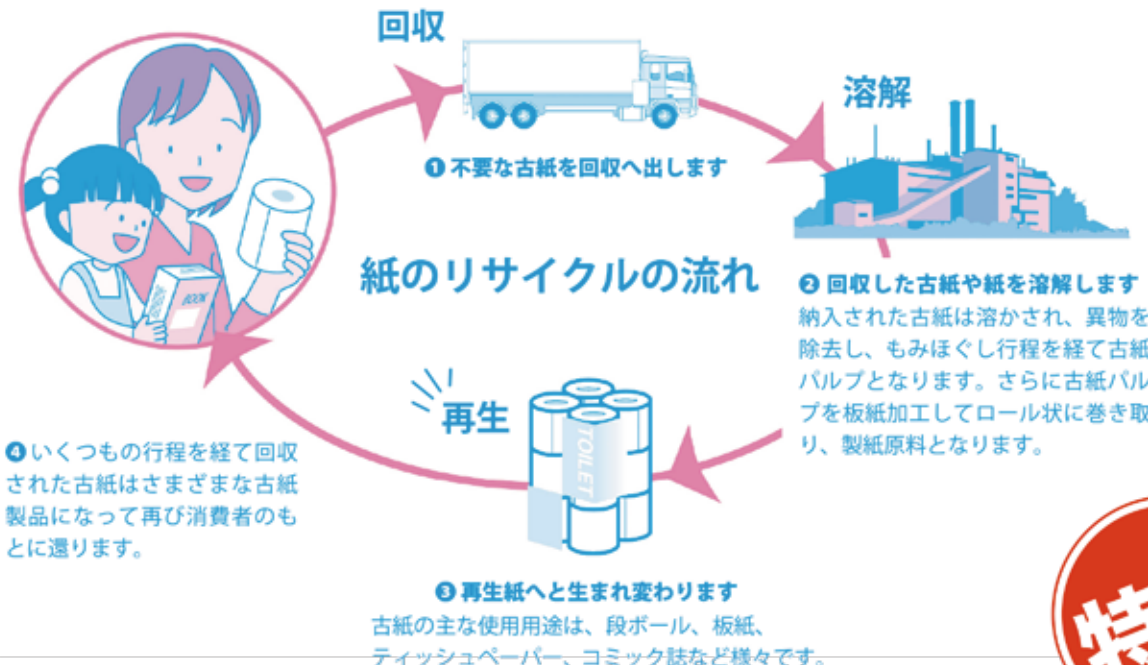 回収
❶ 不要な古紙を回収へ出します
溶解
紙のリサイクルの流れ
❷ 回収した古紙や紙を溶解します
納入された古紙は溶かされ、異物を
除去し、もみほぐし行程を経て古紙
パルプとなります。さらに古紙パル
プを板紙加工してロール状に巻き取
り、製紙原料となります。
再生
TOILET
❸ 再生紙へと生まれ変わります
古紙の主な使用用途は、段ボール、板紙、
ティッシュペーパー、コミック誌など様々です。
❹ いくつもの行程を経て回収
された古紙はさまざまな古紙
製品になって再び消費者のも
とに還ります。
BOOK
特